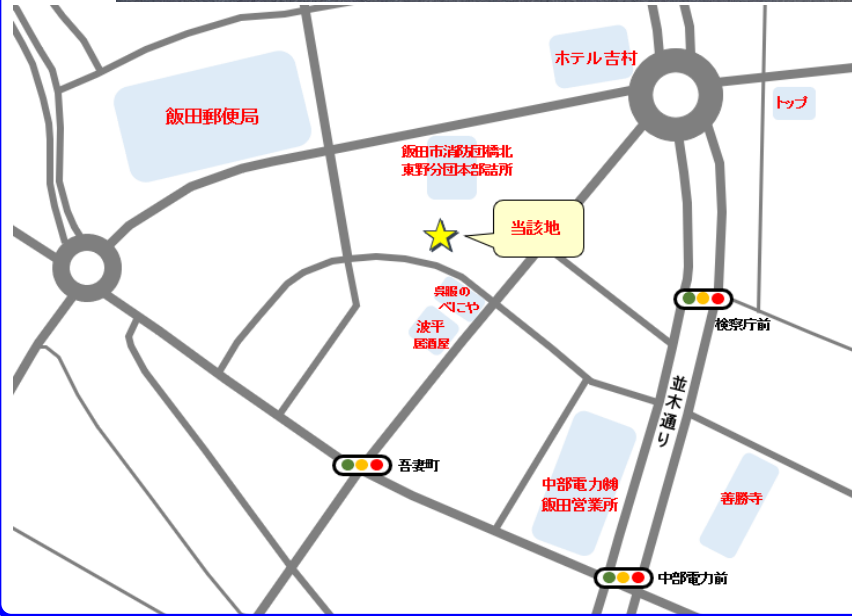 ホテル吉村
トップ
飯田郵便局
飯田市消防団橋北
東野分団本部詰所
当該地
呉服の
べにや
波平
居酒屋
検察庁前
並木通り
吾妻町
中部電力㈱
飯田営業所
善勝寺
中部電力前